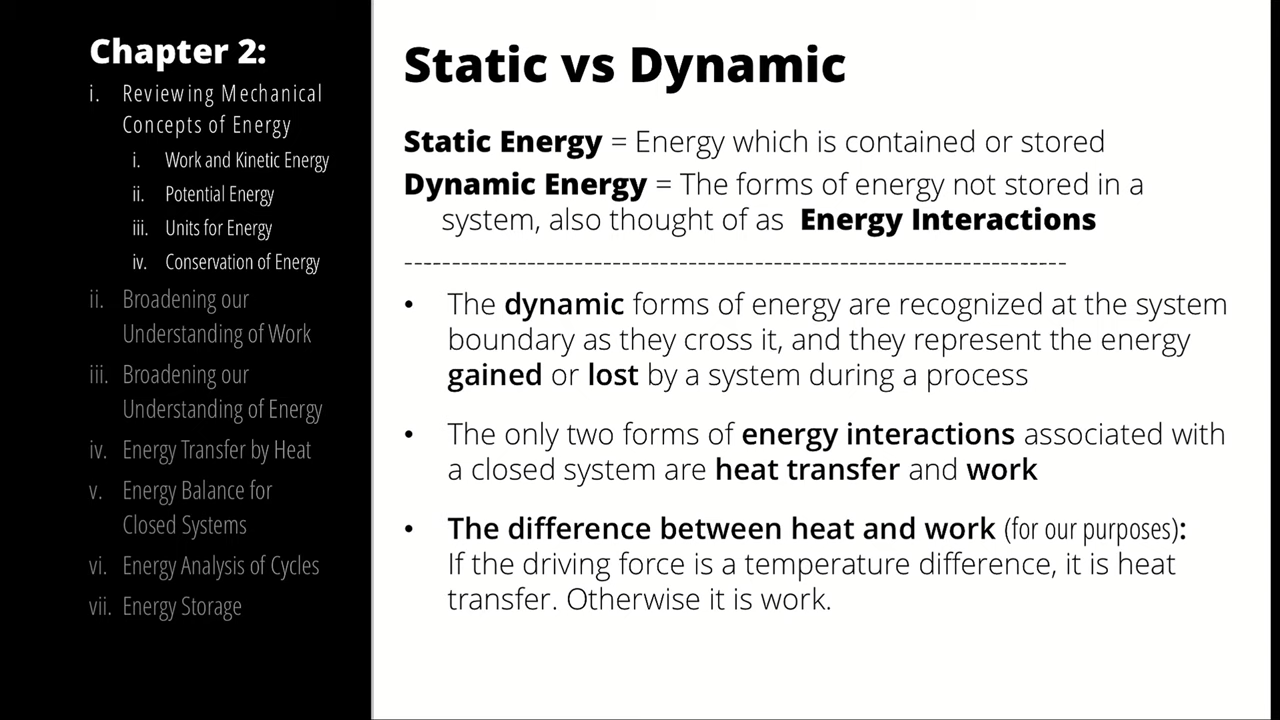 Chapter 2:
i. Reviewing Mechanical
Concepts of Energy
i. Work and Kinetic Energy
ii. Potential Energy
iii. Units for Energy
iv. Conservation of Energy
ii. Broadening our
Understanding of Work
iii. Broadening our
Understanding of Energy
iv. Energy Transfer by Heat
v. Energy Balance for
Closed Systems
vi. Energy Analysis of Cycles
vii. Energy Storage
Static vs Dynamic
Static Energy = Energy which is contained or stored
Dynamic Energy = The forms of energy not stored in a
system, also thought of as Energy Interactions
----------------------------------------------------------------------
• The dynamic forms of energy are recognized at the system
boundary as they cross it, and they represent the energy
gained or lost by a system during a process
• The only two forms of energy interactions associated with
a closed system are heat transfer and work
• The difference between heat and work (for our purposes):
If the driving force is a temperature difference, it is heat
transfer. Otherwise it is work.